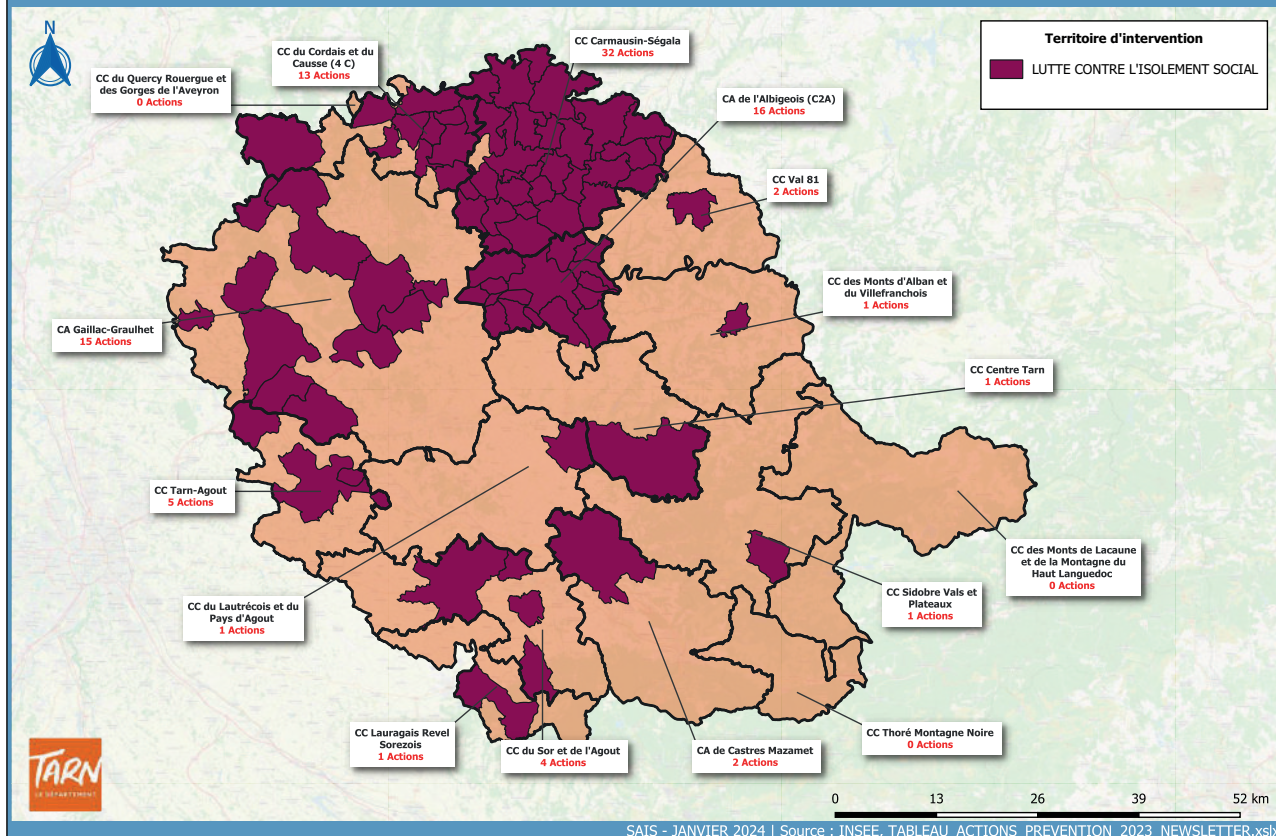 N
Territoire d'intervention
LUTTE CONTRE L'ISOLEMENT SOCIAL
CC Carmausin-Ségala
32 Actions
CC du Cordais et du
Causse (4 C)
13 Actions
CC du Quercy Rouergue et
des Gorges de l'Aveyron
0 Actions
CA de l'Albigeois (C2A)
16 Actions
CC Val 81
2 Actions
CC des Monts d'Alban et
du Villefranchois
1 Actions
CA Gaillac-Graulhet
15 Actions
CC Centre Tarn
1 Actions
CC Tarn-Agout
5 Actions
CC des Monts de Lacaune
et de la Montagne du
Haut Languedoc
0 Actions
CC Sidobre Vals et
Plateaux
1 Actions
CC du Lautrécois et du
Pays d'Agout
1 Actions
CC Lauragais Revel
Sorezois
1 Actions
CC du Sor et de l'Agout
4 Actions
CA de Castres Mazamet
2 Actions
CC Thoré Montagne Noire
0 Actions
TARN
LE DÉPARTEMENT
0 13 26 39 52 km
SAIS - JANVIER 2024 | Source : INSEE, TABLEAU_ACTIONS_PREVENTION_2023_NEWSLETTER.xslx